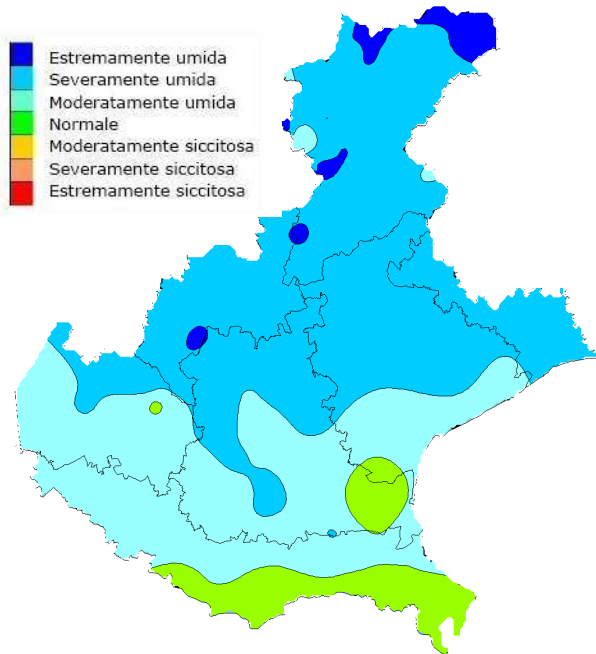 Estremamente umida
Severamente umida
Moderatamente umida
Normale
Moderatamente siccitosa
Severamente siccitosa
Estremamente siccitosa